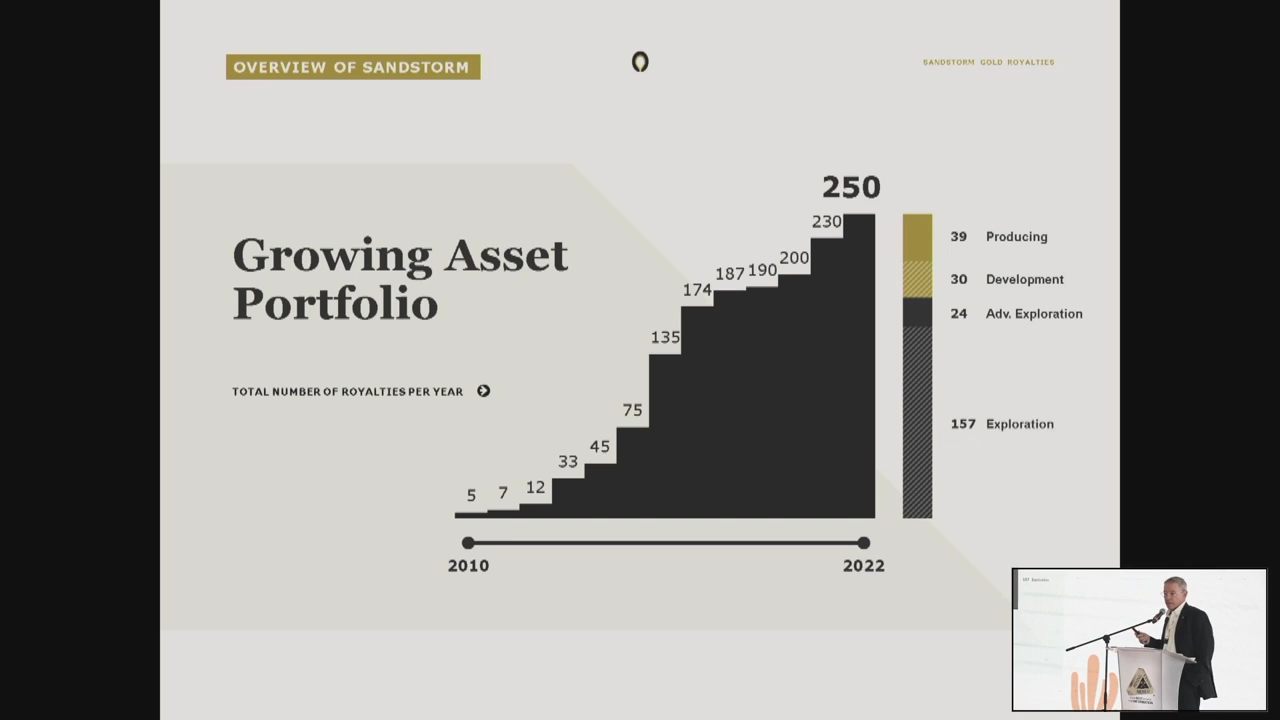 OVERVIEW OF SANDSTORM
SANDSTORM GOLD ROYALTIES
Growing Asset
Portfolio
TOTAL NUMBER OF ROYALTIES PER YEAR
5
7
12
33
45
75
135
174
187
190
200
230
250
2010
2022
39 Producing
30 Development
24 Adv. Exploration
157 Exploration